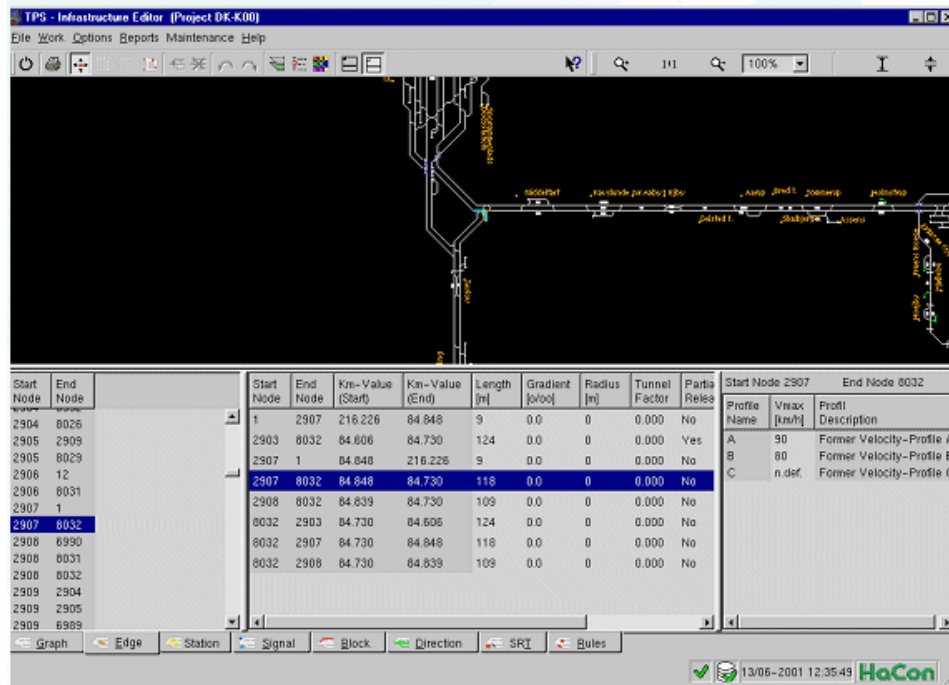 TPS - Infrastructure Editor (Project DK-K00)
File Work Options Reports Maintenance Help
1:1 100%
Middelfart
Aarup Bred t. Tommerup Holmstrup
Gelsted t. Skalbjerg Assens
Start Node End Node
2904 8026
2905 2909
2905 8029
2906 12
2906 8031
2907 1
2907 8032
2908 6990
2908 8031
2908 8032
2909 2904
2909 2905
2909 6989
Start Node End Node Km-Value (Start) Km-Value (End) Length [m] Gradient [o/oo] Radius [m] Tunnel Factor Partia Relea
1 2907 216.226 84.848 9 0.0 0 0.000 No
2903 8032 84.606 84.730 124 0.0 0 0.000 Yes
2907 1 84.848 216.226 9 0.0 0 0.000 No
2907 8032 84.848 84.730 118 0.0 0 0.000 No
2908 8032 84.839 84.730 109 0.0 0 0.000 No
8032 2903 84.730 84.606 124 0.0 0 0.000 No
8032 2907 84.730 84.848 118 0.0 0 0.000 No
8032 2908 84.730 84.839 109 0.0 0 0.000 No
Start Node 2907 End Node 8032
Profile Name Vmax [km/h] Profil Description
A 90 Former Velocity-Profile
B 80 Former Velocity-Profile
C n.def. Former Velocity-Profile
Graph Edge Station Signal Block Direction SRT Rules
13/06-2001 12:35:49 HaCon